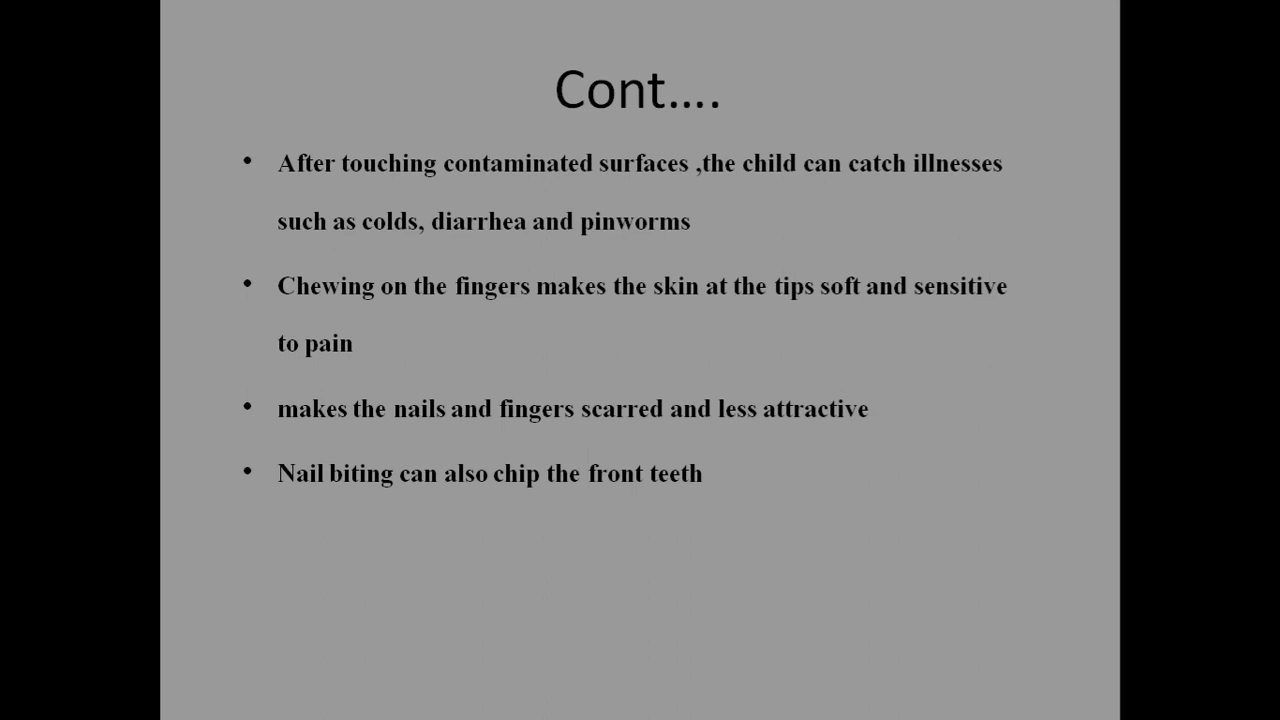 Cont....
• After touching contaminated surfaces ,the child can catch illnesses
such as colds, diarrhea and pinworms
• Chewing on the fingers makes the skin at the tips soft and sensitive
to pain
• makes the nails and fingers scarred and less attractive
• Nail biting can also chip the front teeth